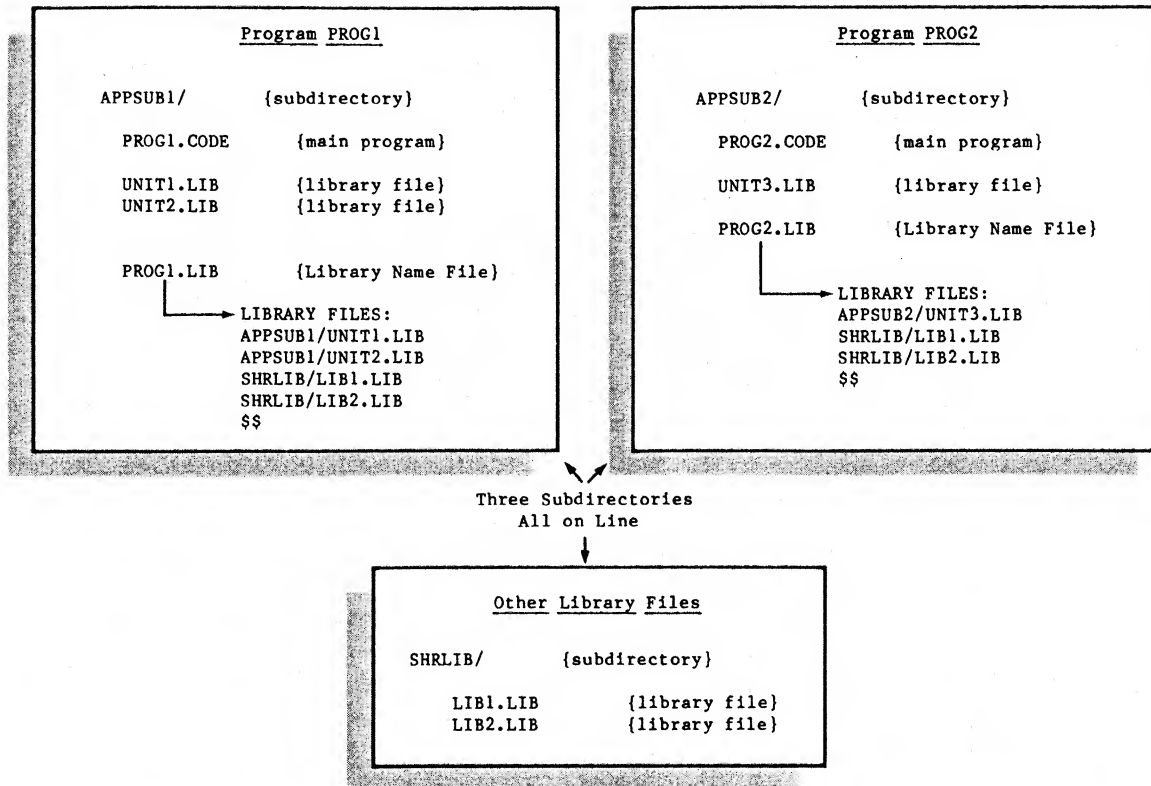 Program PROG1
APPSUB1/ {subdirectory}
PROG1.CODE {main program}
UNIT1.LIB {library file}
UNIT2.LIB {library file}
PROG1.LIB {Library Name File}
LIBRARY FILES:
APPSUB1/UNIT1.LIB
APPSUB1/UNIT2.LIB
SHRLIB/LIB1.LIB
SHRLIB/LIB2.LIB
$$
Program PROG2
APPSUB2/ {subdirectory}
PROG2.CODE {main program}
UNIT3.LIB {library file}
PROG2.LIB {Library Name File}
LIBRARY FILES:
APPSUB2/UNIT3.LIB
SHRLIB/LIB1.LIB
SHRLIB/LIB2.LIB
$$
Three Subdirectories
All on Line
Other Library Files
SHRLIB/ {subdirectory}
LIB1.LIB {library file}
LIB2.LIB {library file}